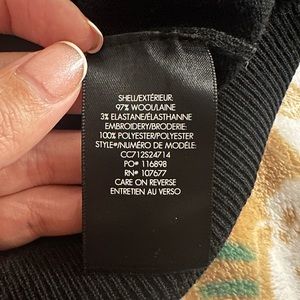 SHELL/EXTÉRIEUR:
97% WOOL/LAINE
3% ELASTANE/ÉLASTHANNE
EMBROIDERY/BRODERIE:
100% POLYESTER/POLYESTER
STYLE#/NUMÉRO DE MODÈLE:
CC712S24714
PO# 116898
RN# 107677
CARE ON REVERSE
ENTRETIEN AU VERSO